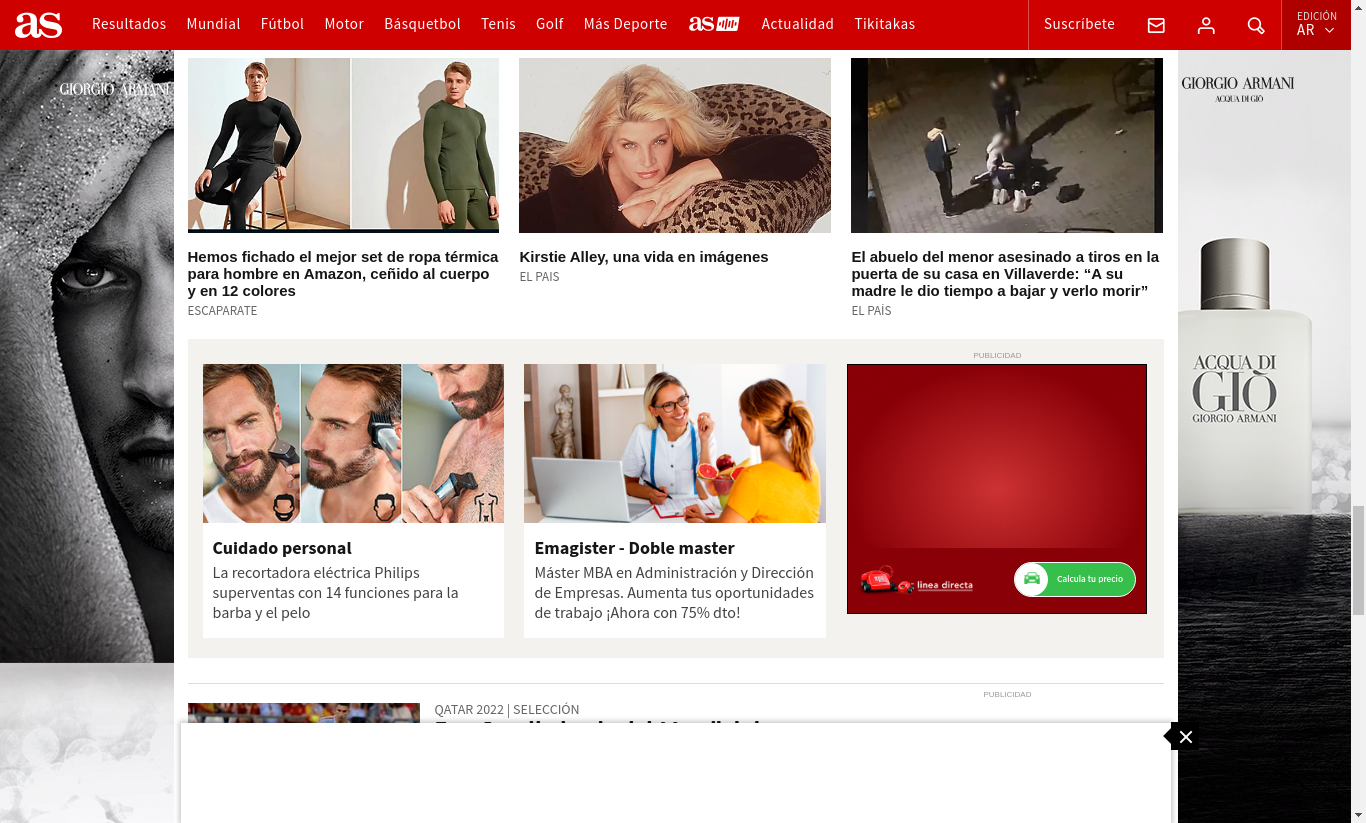 as
Resultados
Mundial
Fútbol
Motor
Básquetbol
Tenis
Golf
Más Deporte
as
Actualidad
Tikitakas
Suscríbete
EDICIÓN
AR
GIORGIO ARMANI
GIORGIO ARMANI
ACQUA DI GIÒ
Hemos fichado el mejor set de ropa térmica
para hombre en Amazon, ceñido al cuerpo
y en 12 colores
ESCAPARATE
Kirstie Alley, una vida en imágenes
EL PAIS
El abuelo del menor asesinado a tiros en la
puerta de su casa en Villaverde: “A su
madre le dio tiempo a bajar y verlo morir”
EL PAÍS
ACQUA DI
GIÒ
GIORGIO ARMANI
PUBLICIDAD
Cuidado personal
La recortadora eléctrica Philips
superventas con 14 funciones para la
barba y el pelo
Emagister - Doble master
Máster MBA en Administración y Dirección
de Empresas. Aumenta tus oportunidades
de trabajo ¡Ahora con 75% dto!
línea directa
Calcula tu precio
PUBLICIDAD
QATAR 2022 | SELECCIÓN